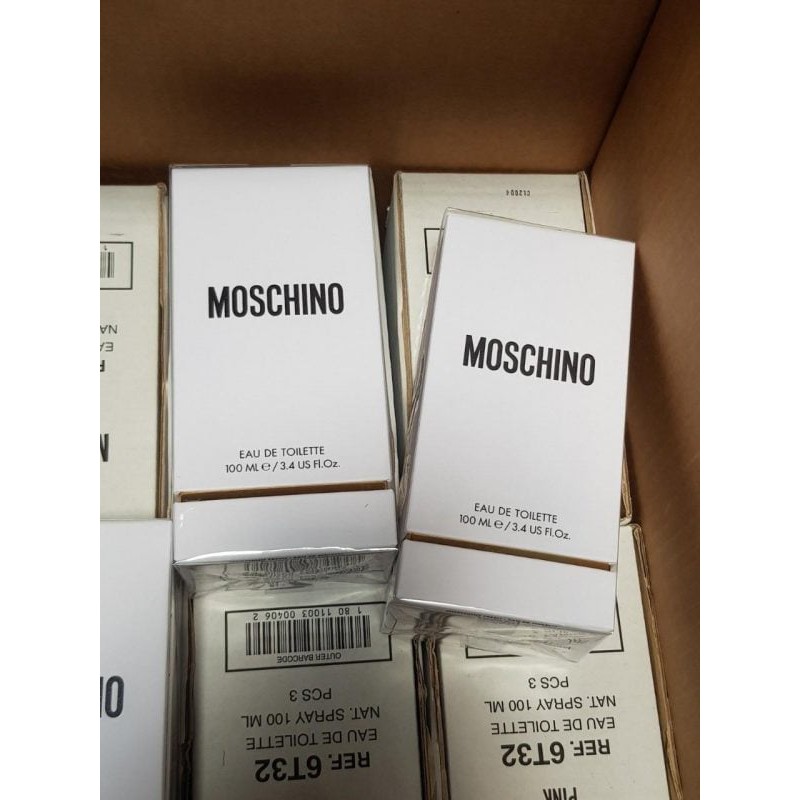 CL2004
MOSCHINO
EAU DE TOILETTE
100 ML e / 3.4 US Fl.Oz.
MOSCHINO
EAU DE TOILETTE
100 ML e / 3.4 US Fl.Oz.
REF. 6T32
EAU DE TOILETTE
NAT. SPRAY 100 ML
PCS 3
OUTER BARCODE
1 80 11003 00406 2
PINK
REF. 6T32
EAU DE TOILETTE
NAT. SPRAY 100 ML
PCS 3